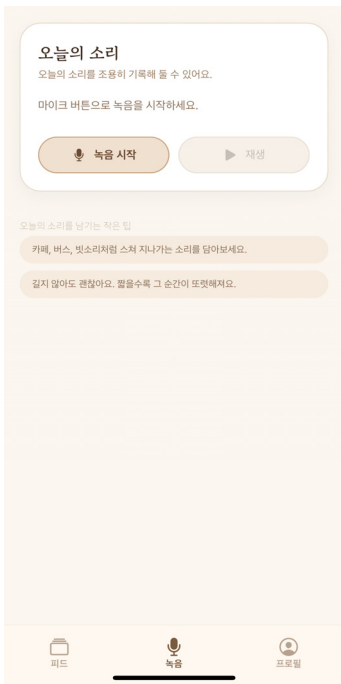 오늘의 소리
오늘의 소리를 조용히 기록해 둘 수 있어요.
마이크 버튼으로 녹음을 시작하세요.
녹음 시작
재생
오늘의 소리를 남기는 작은 팁
카페, 버스, 빗소리처럼 스쳐 지나가는 소리를 담아보세요.
길지 않아도 괜찮아요. 짧을수록 그 순간이 또렷해져요.
피드
녹음
프로필